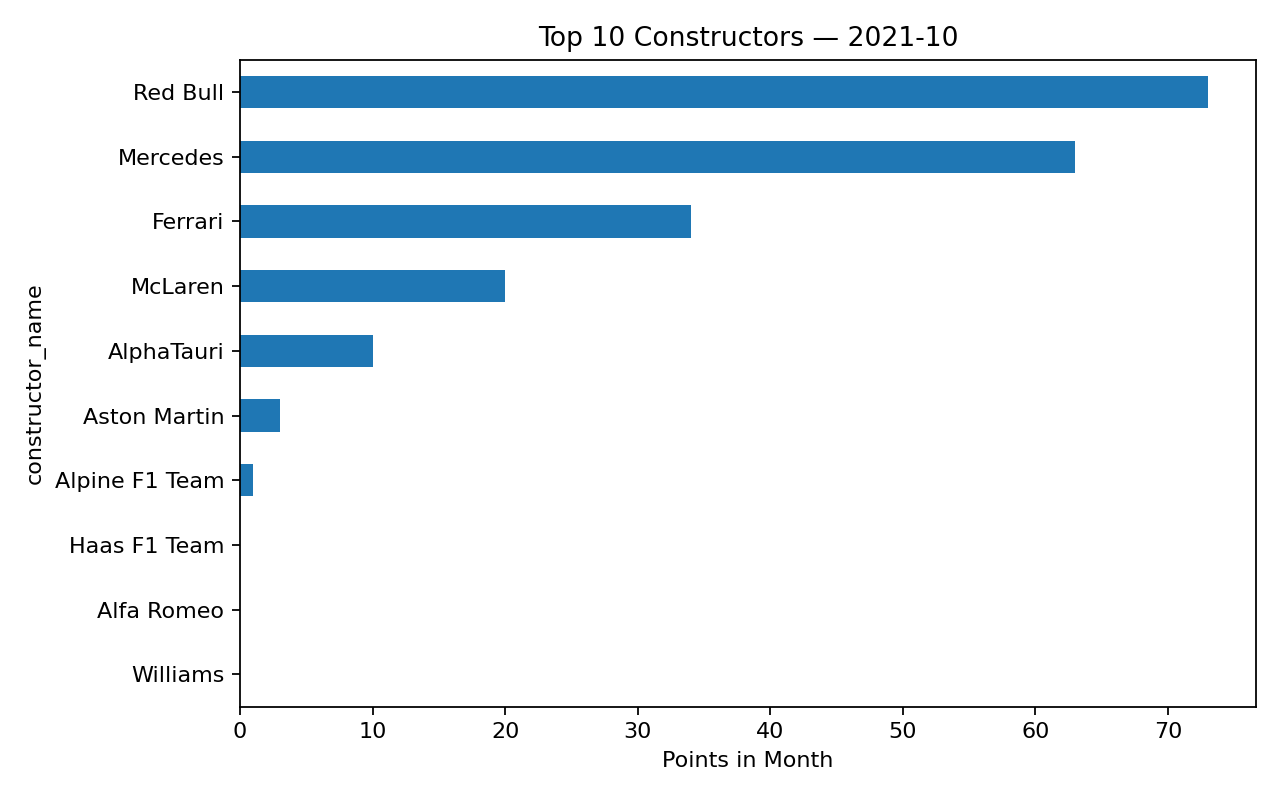 Top 10 Constructors — 2021-10
constructor_name
Red Bull
Mercedes
Ferrari
McLaren
AlphaTauri
Aston Martin
Alpine F1 Team
Haas F1 Team
Alfa Romeo
Williams
0 10 20 30 40 50 60 70
Points in Month